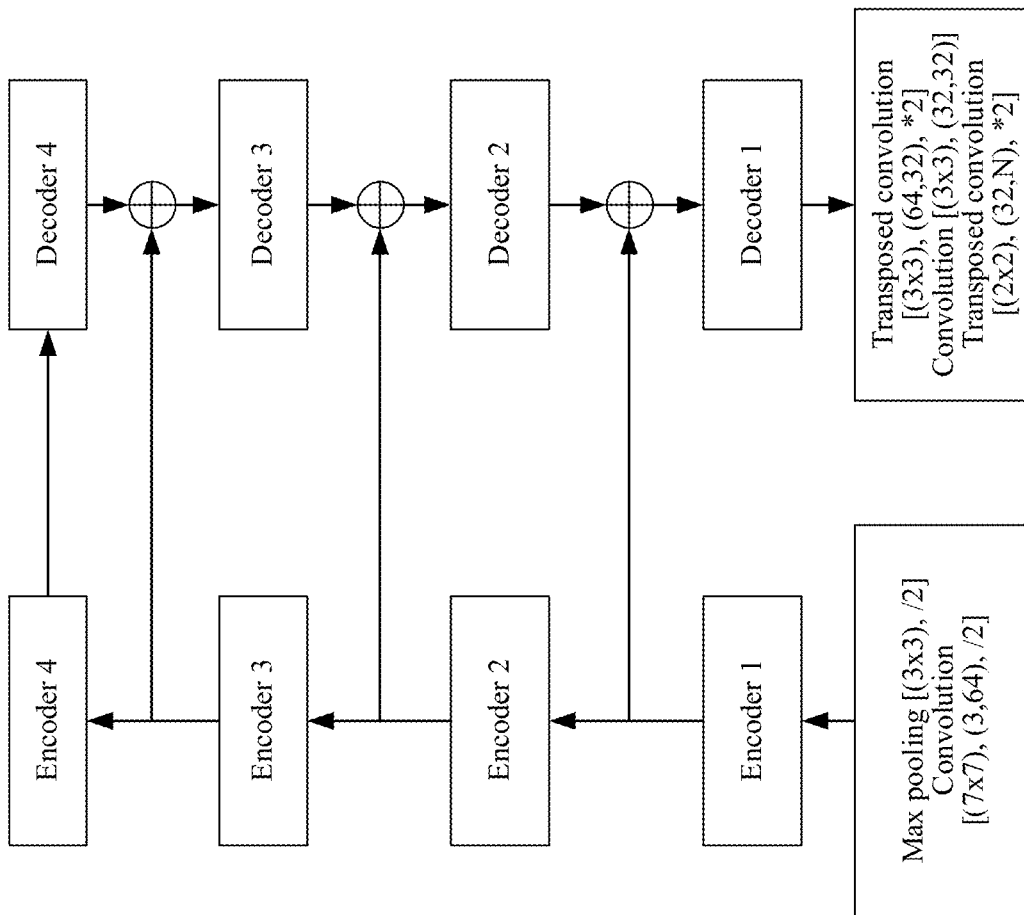 Decoder 4
Decoder 3
Decoder 2
Decoder 1
Transposed convolution
[(3x3), (64,32), *2]
Convolution [(3x3), (32,32)]
Transposed convolution
[(2x2), (32,N), *2]
Encoder 4
Encoder 3
Encoder 2
Encoder 1
Max pooling [(3x3), /2]
Convolution
[(7x7), (3,64), /2]